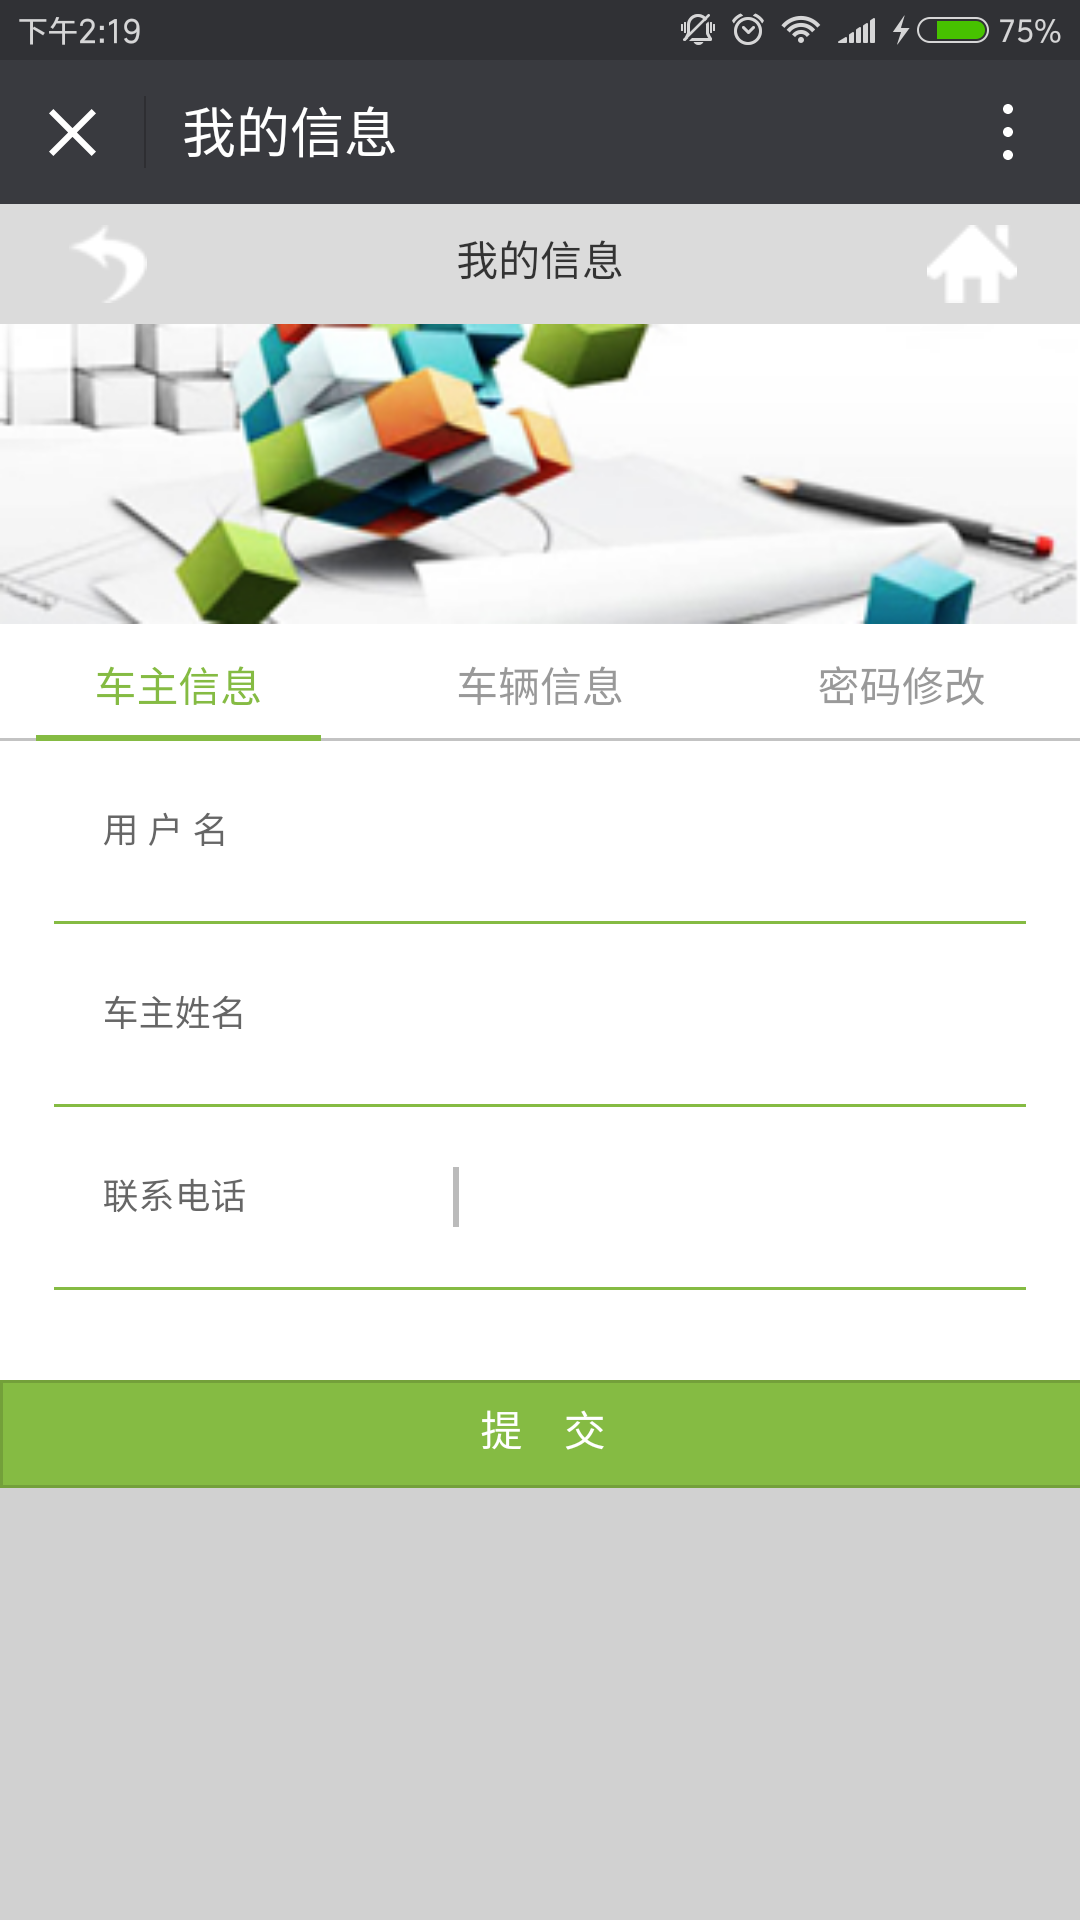 下午2:19
75%
我的信息
我的信息
车主信息 车辆信息 密码修改
用 户 名
车主姓名
联系电话
提 交